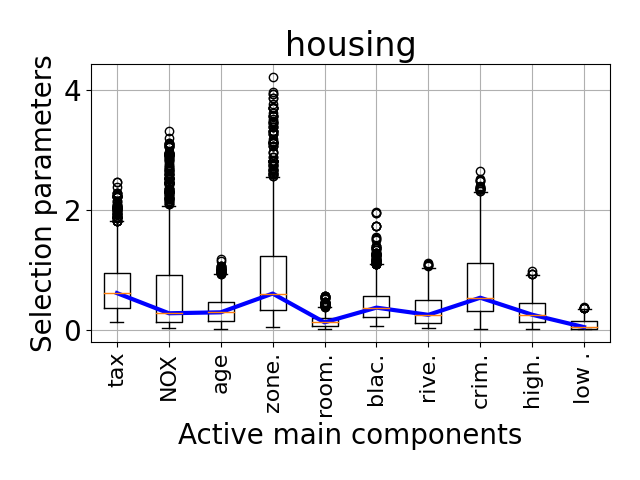 housing
Selection parameters
4
2
0
tax
NOX
age
zone.
room.
blac.
rive.
crim.
high.
low .
Active main components